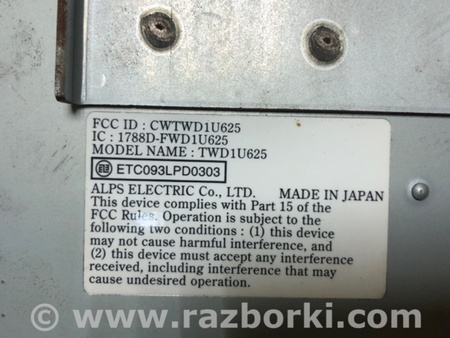 FCC ID : CWTWD1U625
IC : 1788D-FWD1U625
MODEL NAME : TWD1U625
ETC093LPD0303
ALPS ELECTRIC Co., LTD. MADE IN JAPAN
This device complies with Part 15 of the
FCC Rules. Operation is subject to the
following two conditions : (1) this device
may not cause harmful interference, and
(2) this device must accept any interference
received, including interference that may
cause undesired operation.
www.razborki.com